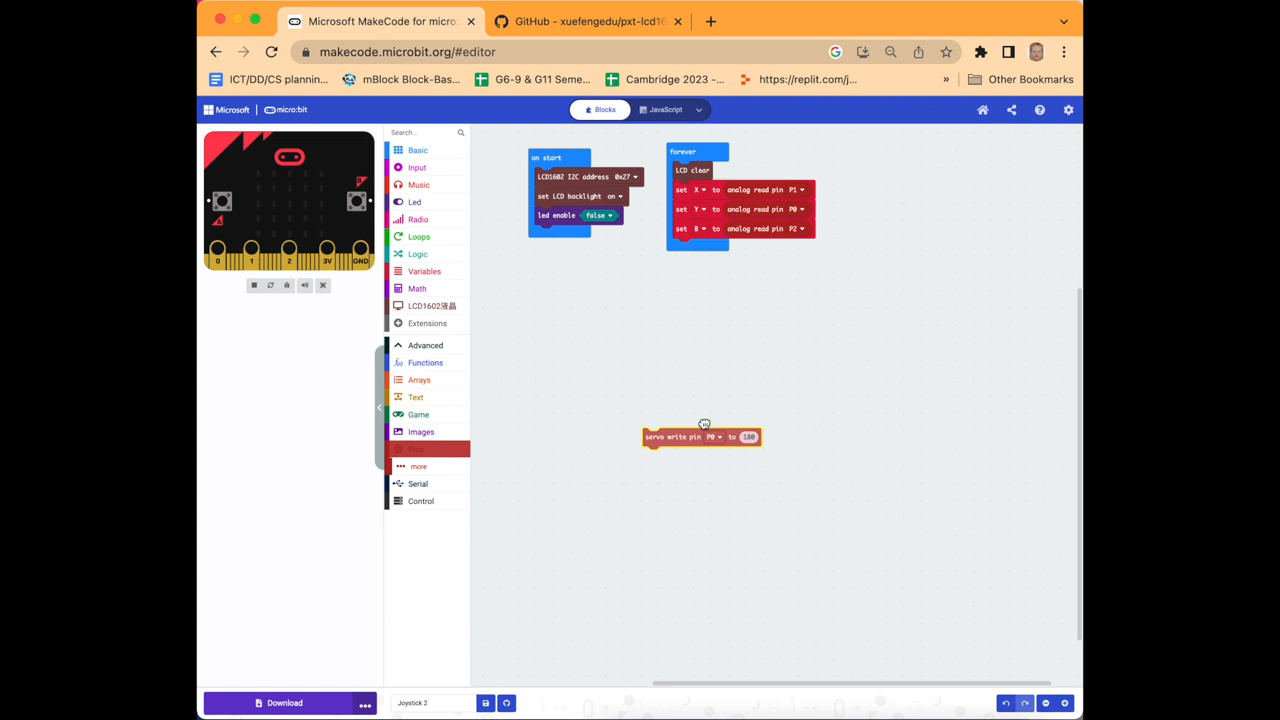 Microsoft MakeCode for micro:
GitHub - xuefengedu/pxt-lcd16
makecode.microbit.org/#editor
ICT/DD/CS plannin...
mBlock Block-Bas...
G6-9 & G11 Seme...
Cambridge 2023 -...
https://replit.com/j...
»
Other Bookmarks
Microsoft
micro:bit
Blocks
JavaScript
Search...
Basic
Input
Music
Led
Radio
Loops
Logic
Variables
Math
LCD1602液晶
Extensions
Advanced
Functions
Arrays
Text
Game
Images
more
Serial
Control
A
B
0 1 2 3V GND
on start
LCD1602 I2C address 0x27
set LCD backlight on
led enable false
forever
LCD clear
set X to analog read pin P1
set Y to analog read pin P0
set B to analog read pin P2
servo write pin P0 to 180
Download
Joystick 2